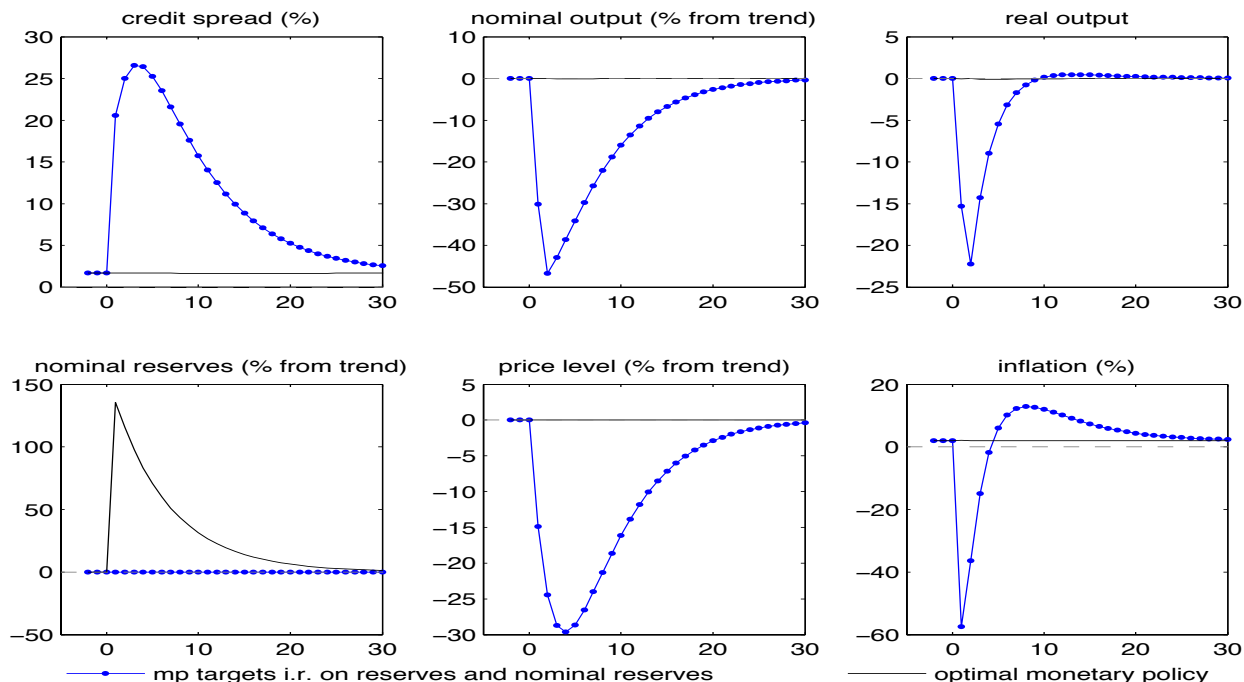 credit spread (%)
nominal output (% from trend)
real output
30
25
20
15
10
5
0
0 10 20 30
10
0
−10
−20
−30
−40
−50
0 10 20 30
5
0
−5
−10
−15
−20
−25
0 10 20 30
nominal reserves (% from trend)
price level (% from trend)
inflation (%)
150
100
50
0
−50
0 10 20 30
5
0
−5
−10
−15
−20
−25
−30
0 10 20 30
20
0
−20
−40
−60
0 10 20 30
mp targets i.r. on reserves and nominal reserves
optimal monetary policy